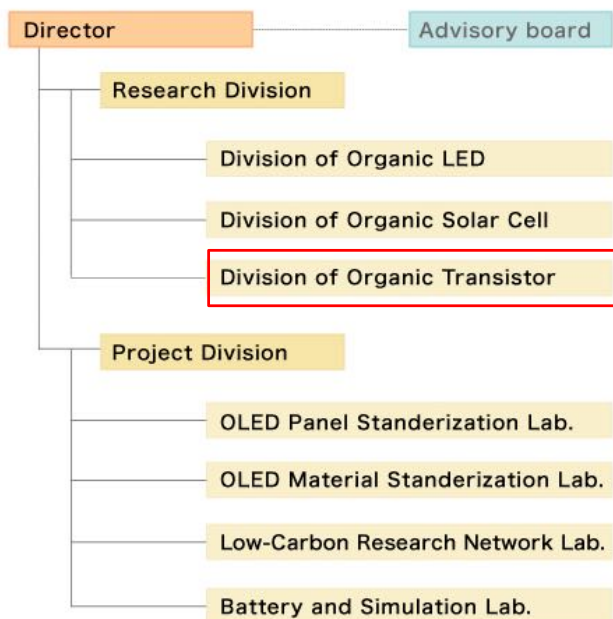 Director
Advisory board
Research Division
Division of Organic LED
Division of Organic Solar Cell
Division of Organic Transistor
Project Division
OLED Panel Standerization Lab.
OLED Material Standerization Lab.
Low-Carbon Research Network Lab.
Battery and Simulation Lab.